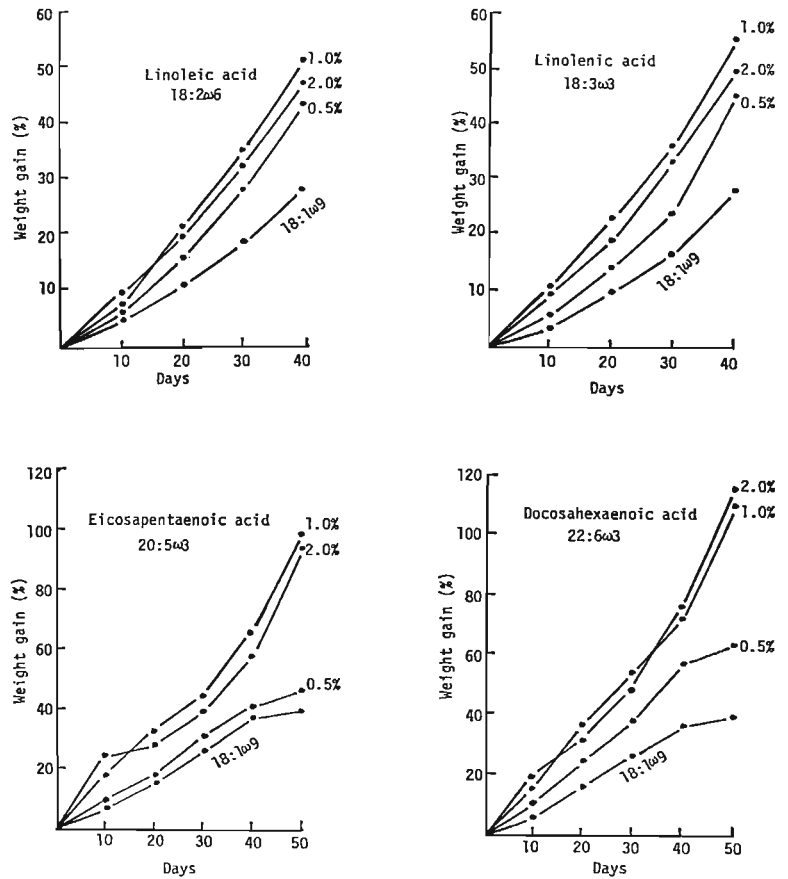 60
50
40
30
20
10
Weight gain (%)
Linoleic acid
18:2ω6
1.0%
2.0%
0.5%
18:1ω9
10 20 30 40
Days
60
50
40
30
20
10
Weight gain (%)
Linolenic acid
18:3ω3
1.0%
2.0%
0.5%
18:1ω9
10 20 30 40
Days
120
100
80
60
40
20
Weight gain (%)
Eicosapentaenoic acid
20:5ω3
1.0%
2.0%
0.5%
18:1ω9
10 20 30 40 50
Days
120
100
80
60
40
20
Weight gain (%)
Docosahexaenoic acid
22:6ω3
2.0%
1.0%
0.5%
18:1ω9
10 20 30 40 50
Days